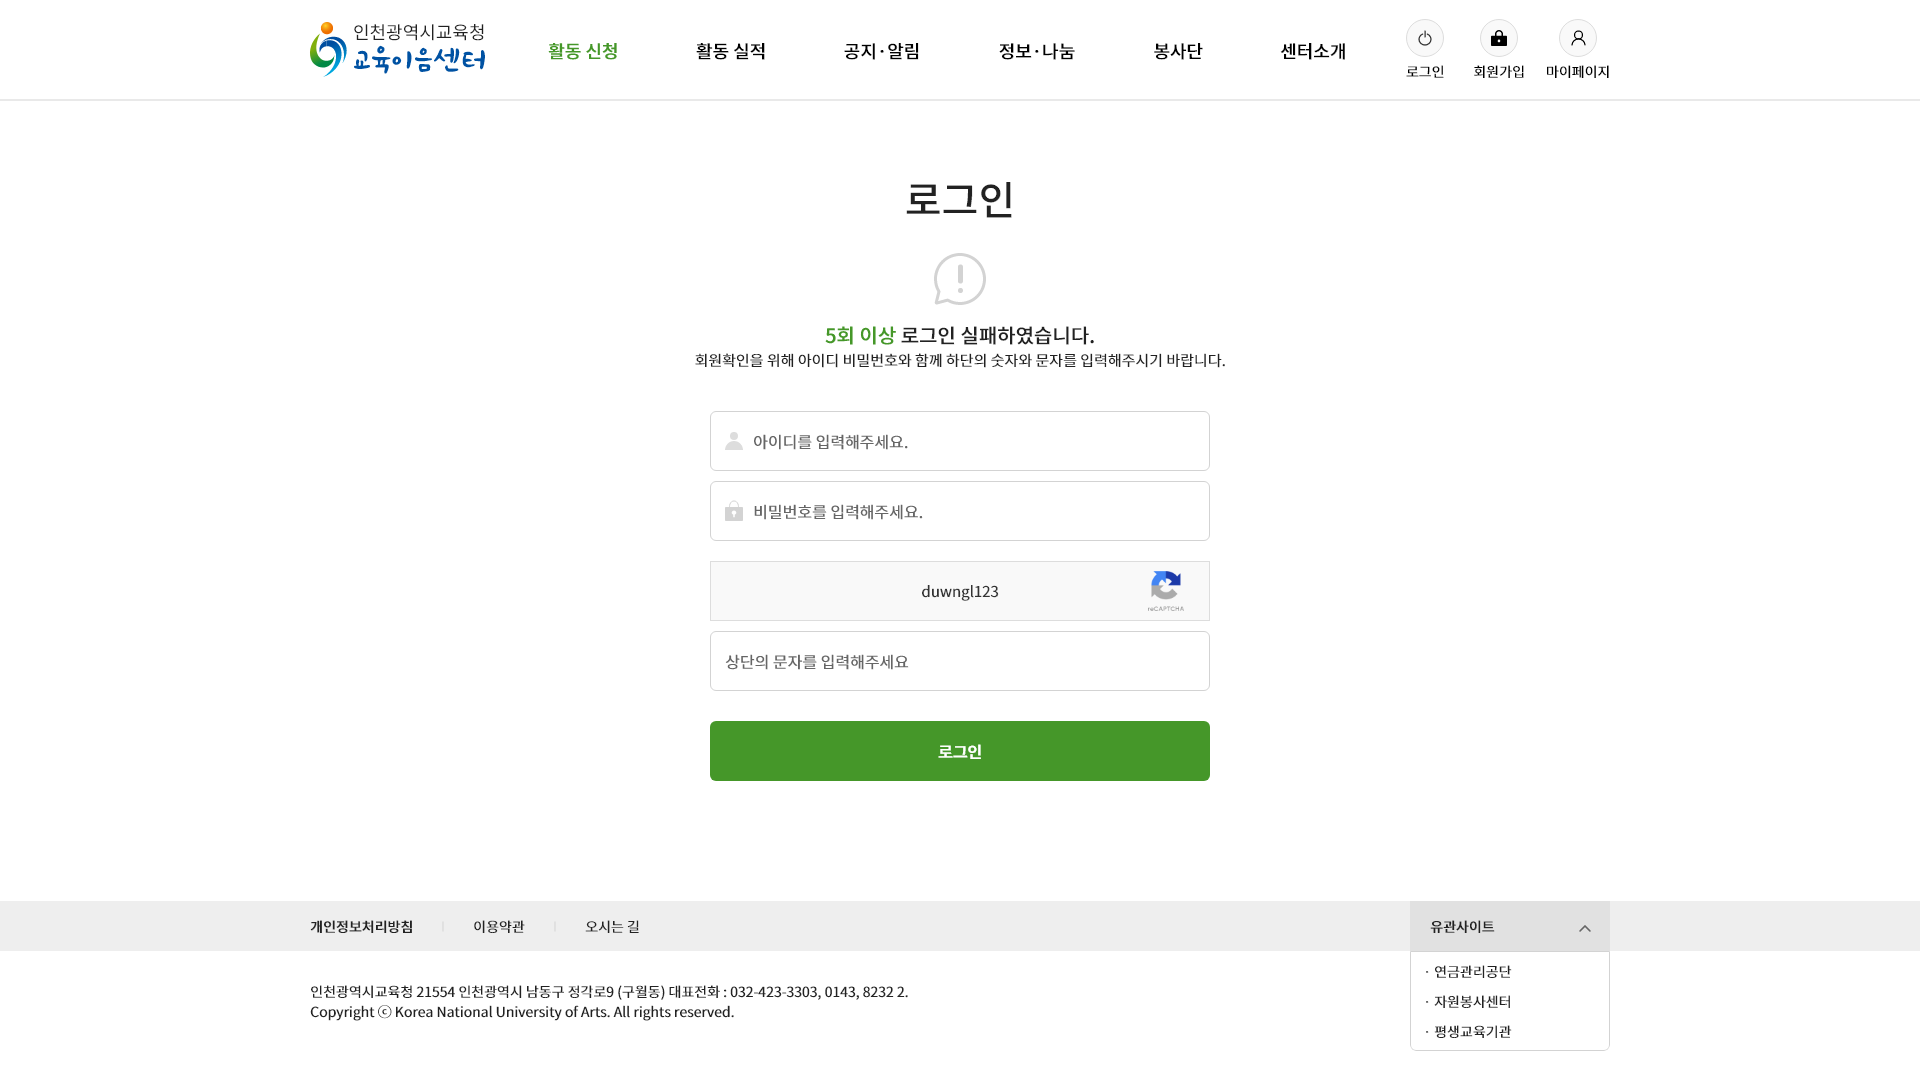 인천광역시교육청
교육이음센터
활동 신청
활동 실적
공지·알림
정보·나눔
봉사단
센터소개
로그인
회원가입
마이페이지
로그인
5회 이상 로그인 실패하였습니다.
회원확인을 위해 아이디 비밀번호와 함께 하단의 숫자와 문자를 입력해주시기 바랍니다.
아이디를 입력해주세요.
비밀번호를 입력해주세요.
duwngl123
reCAPTCHA
상단의 문자를 입력해주세요
로그인
개인정보처리방침
이용약관
오시는 길
유관사이트
· 연금관리공단
· 자원봉사센터
· 평생교육기관
인천광역시교육청 21554 인천광역시 남동구 정각로9 (구월동) 대표전화 : 032-423-3303, 0143, 8232 2.
Copyright ⓒ Korea National University of Arts. All rights reserved.